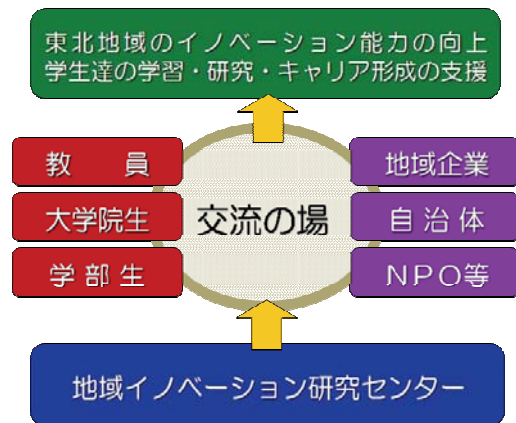 東北地域のイノベーション能力の向上
学生達の学習・研究・キャリア形成の支援
教　員
大学院生
学部生
交流の場
地域企業
自治体
NPO等
地域イノベーション研究センター